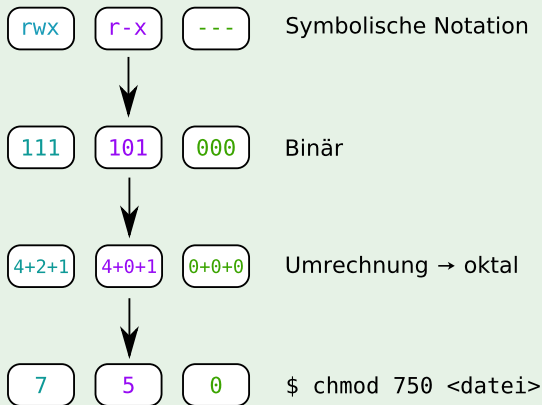 rwx r-x --- Symbolische Notation
111 101 000 Binär
4+2+1 4+0+1 0+0+0 Umrechnung → oktal
7 5 0 $ chmod 750 <datei>